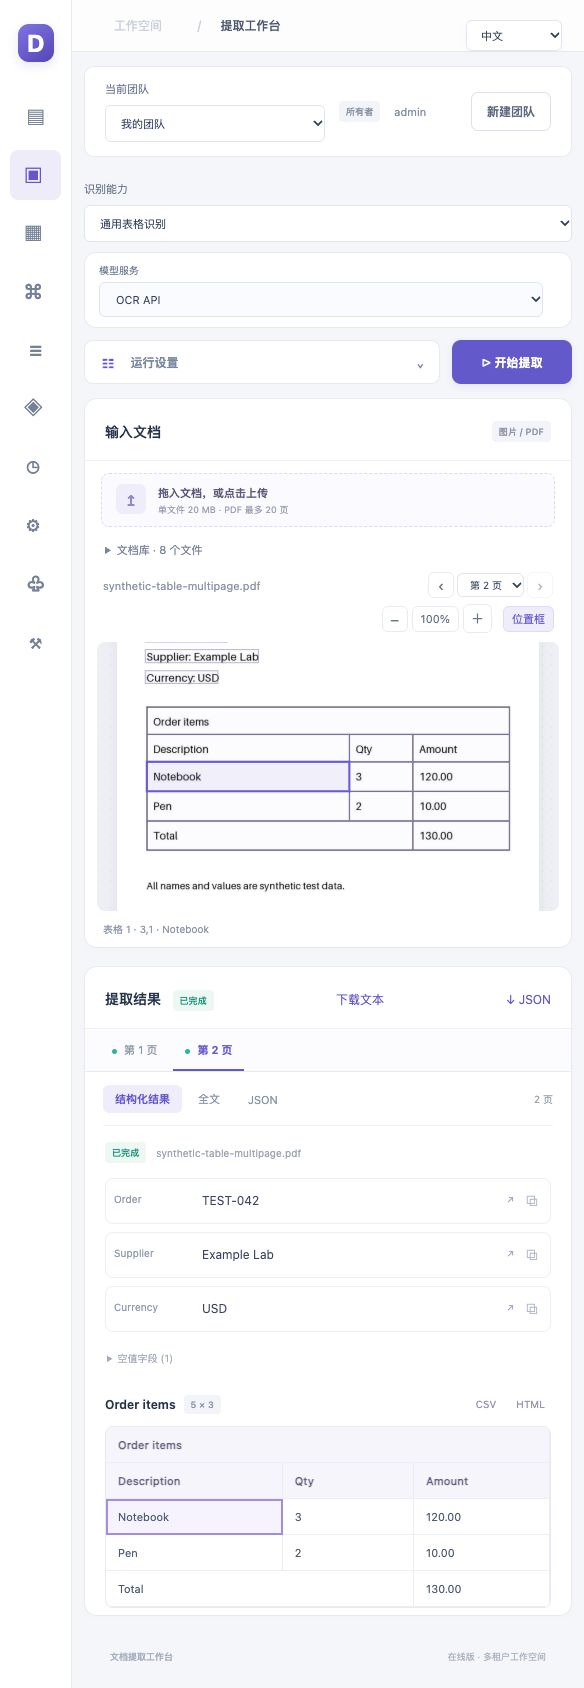 D
工作空间 / 提取工作台
中文
当前团队
我的团队
所有者
admin
新建团队
识别能力
通用表格识别
模型服务
OCR API
运行设置
开始提取
输入文档
图片 / PDF
拖入文档，或点击上传
单文件 20 MB · PDF 最多 20 页
文档库 · 8 个文件
synthetic-table-multipage.pdf
第 2 页
100%
位置框
Supplier: Example Lab
Currency: USD
Order items
Description Qty Amount
Notebook 3 120.00
Pen 2 10.00
Total 130.00
All names and values are synthetic test data.
表格 1 · 3,1 · Notebook
提取结果
已完成
下载文本
↓ JSON
第 1 页
第 2 页
结构化结果
全文
JSON
2 页
已完成
synthetic-table-multipage.pdf
Order TEST-042
Supplier Example Lab
Currency USD
空值字段 (1)
Order items
5 × 3
CSV
HTML
Order items
Description Qty Amount
Notebook 3 120.00
Pen 2 10.00
Total 130.00
文档提取工作台
在线版 · 多租户工作空间